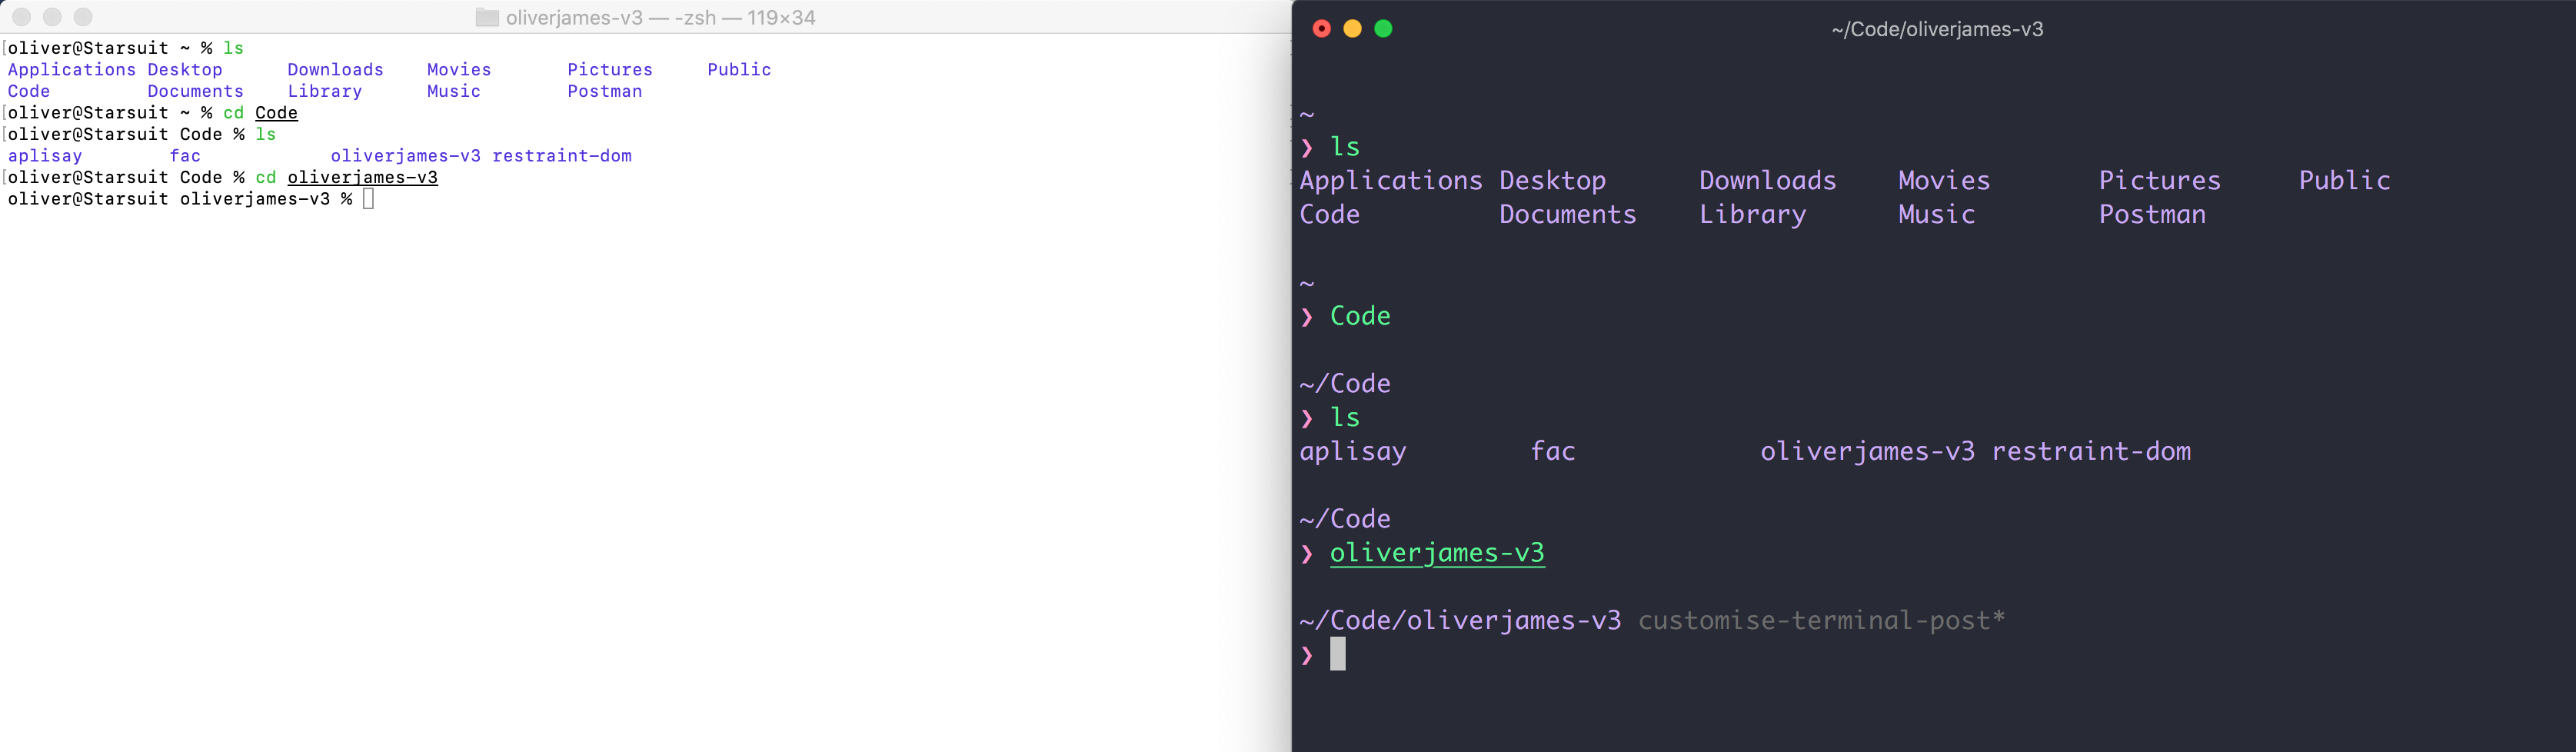 oliverjames-v3 — -zsh — 119×34
[oliver@Starsuit ~ % ls
Applications Desktop Downloads Movies Pictures Public
Code Documents Library Music Postman
[oliver@Starsuit ~ % cd Code
[oliver@Starsuit Code % ls
aplisay fac oliverjames-v3 restraint-dom
[oliver@Starsuit Code % cd oliverjames-v3
oliver@Starsuit oliverjames-v3 %
~/Code/oliverjames-v3
~
❯ ls
Applications Desktop Downloads Movies Pictures Public
Code Documents Library Music Postman
~
❯ Code
~/Code
❯ ls
aplisay fac oliverjames-v3 restraint-dom
~/Code
❯ oliverjames-v3
~/Code/oliverjames-v3 customise-terminal-post*
❯